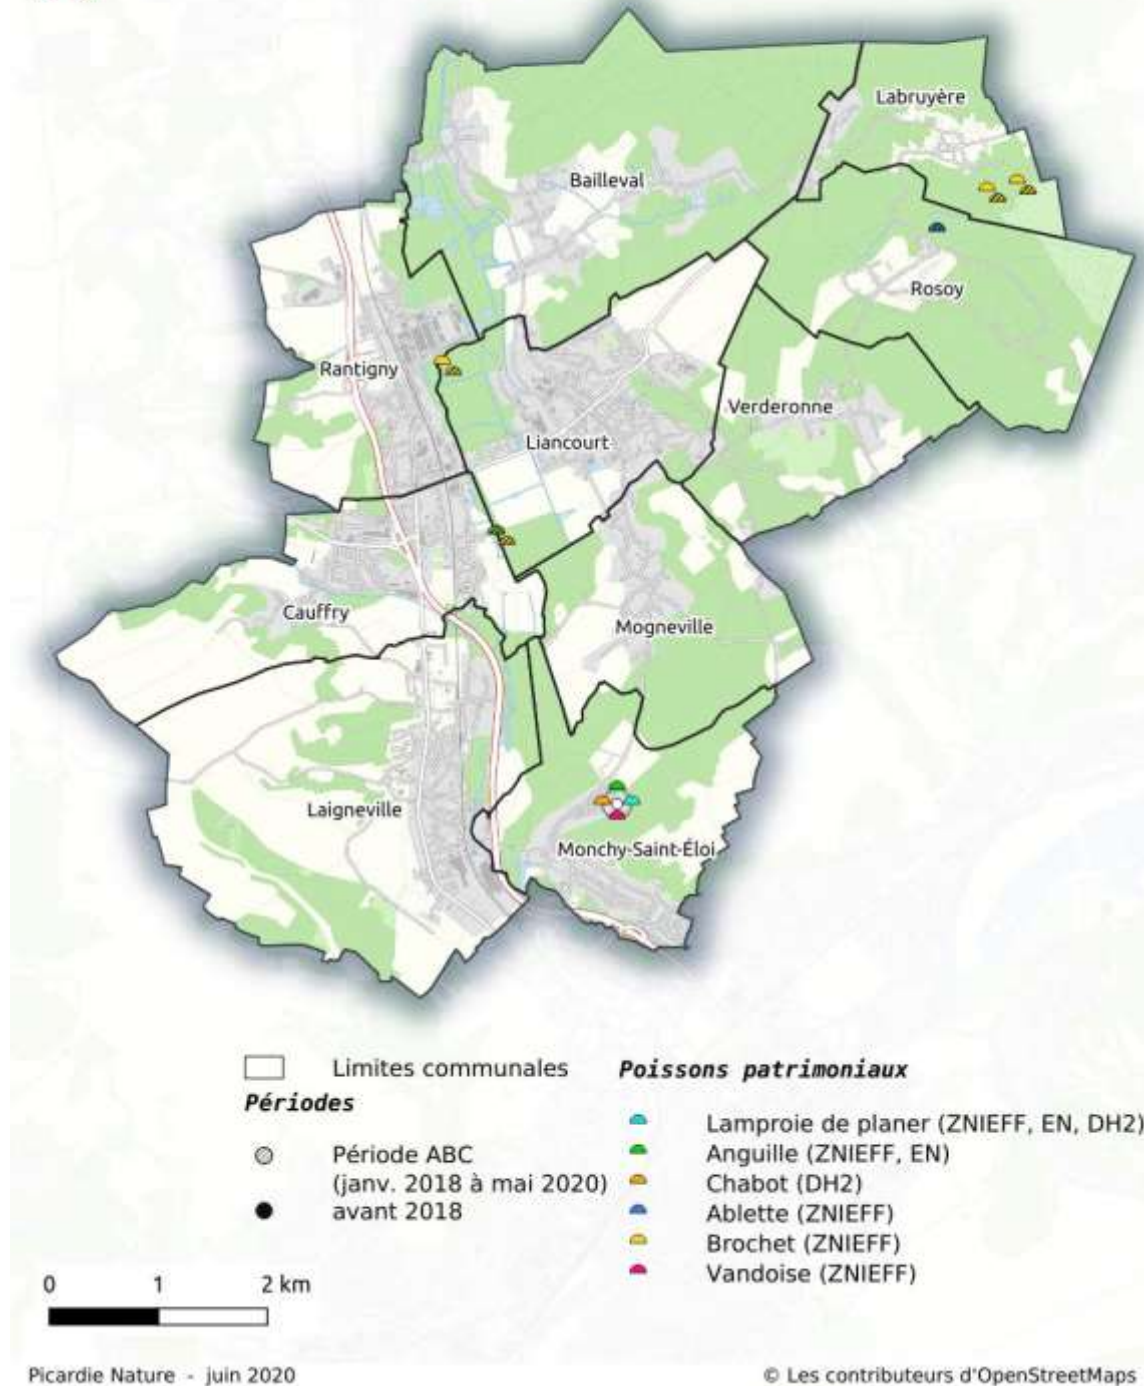 Labruyère
Bailleval
Rosoy
Rantigny
Verderonne
Liancourt
Cauffry
Mogneville
Laigneville
Monchy-Saint-Éloi
Limites communales
Périodes
Période ABC
(janv. 2018 à mai 2020)
avant 2018
Poissons patrimoniaux
Lamproie de planer (ZNIEFF, EN, DH2)
Anguille (ZNIEFF, EN)
Chabot (DH2)
Ablette (ZNIEFF)
Brochet (ZNIEFF)
Vandoise (ZNIEFF)
0 1 2 km
Picardie Nature - juin 2020
© Les contributeurs d'OpenStreetMaps